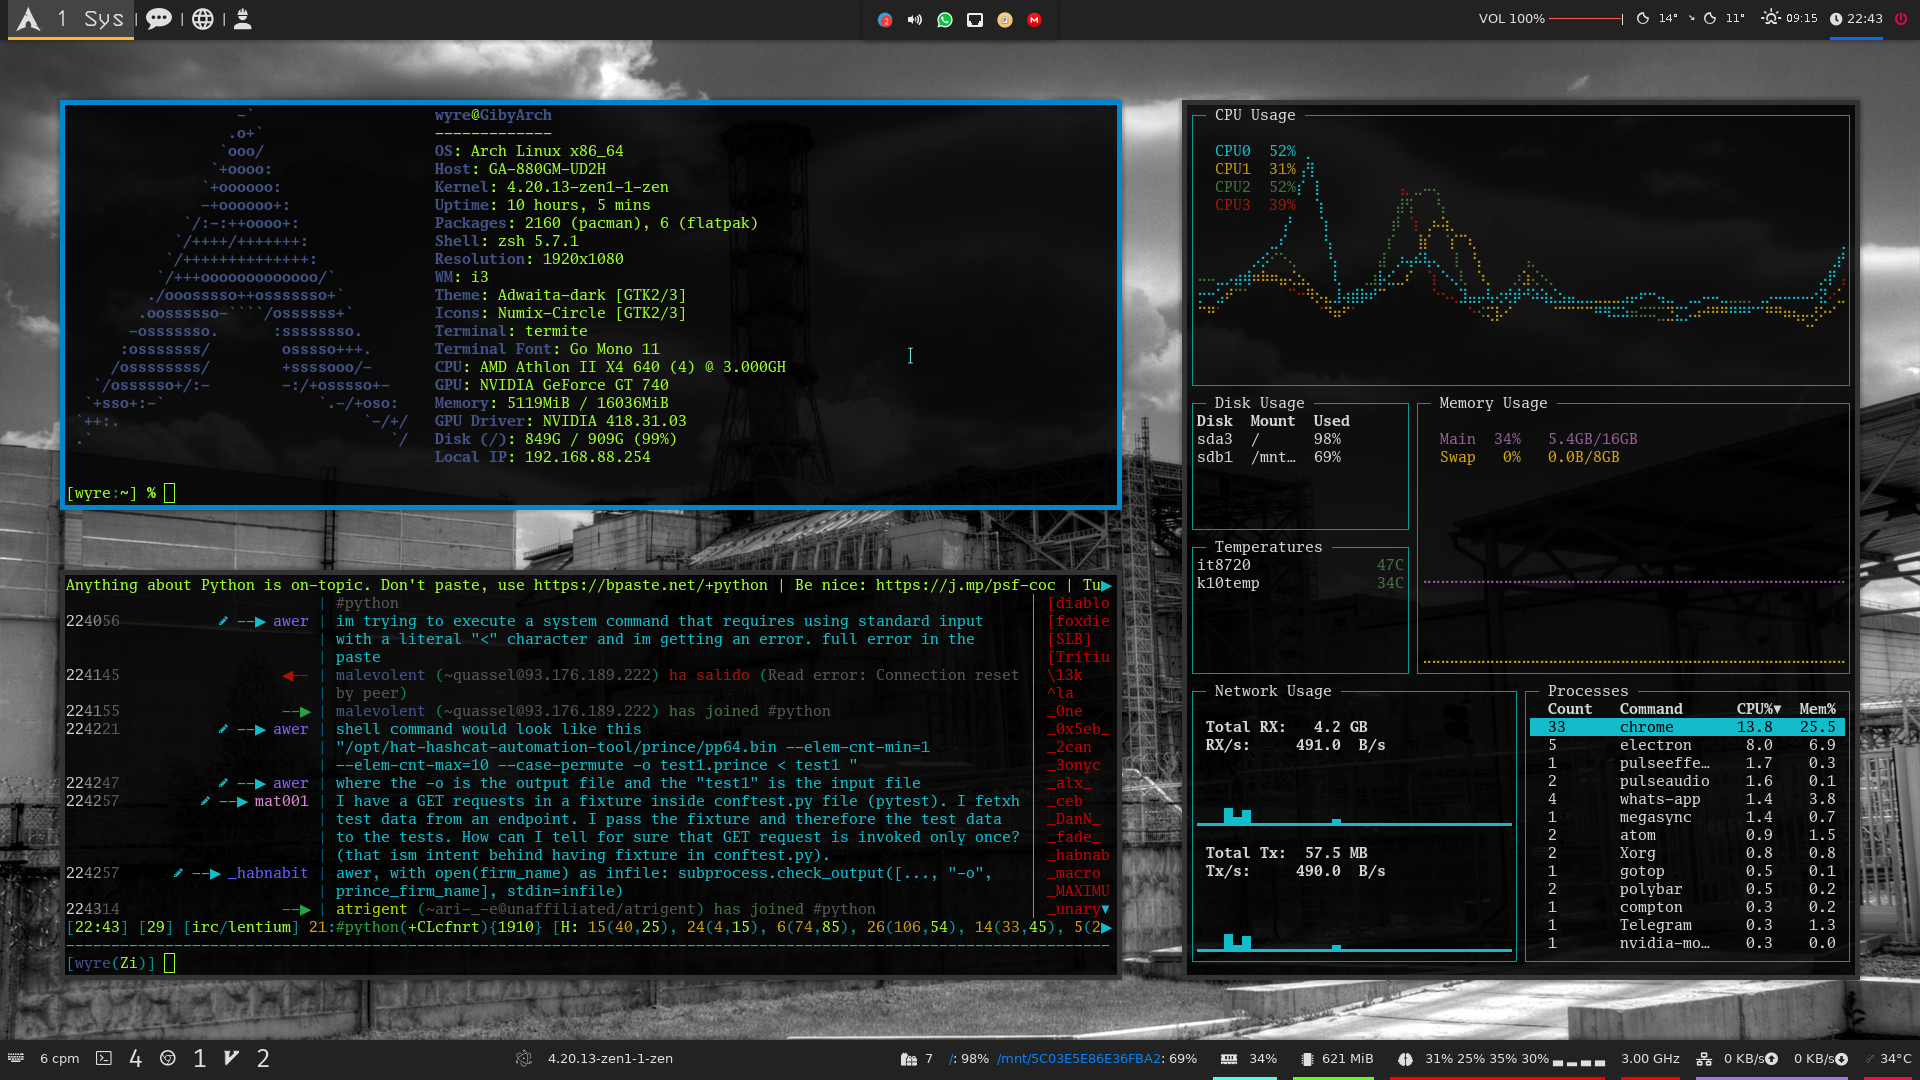 1 Sys
VOL 100%
14°
11°
09:15
22:43
wyre@GibyArch
-------------
OS: Arch Linux x86_64
Host: GA-880GM-UD2H
Kernel: 4.20.13-zen1-1-zen
Uptime: 10 hours, 5 mins
Packages: 2160 (pacman), 6 (flatpak)
Shell: zsh 5.7.1
Resolution: 1920x1080
WM: i3
Theme: Adwaita-dark [GTK2/3]
Icons: Numix-Circle [GTK2/3]
Terminal: termite
Terminal Font: Go Mono 11
CPU: AMD Athlon II X4 640 (4) @ 3.000GH
GPU: NVIDIA GeForce GT 740
Memory: 5119MiB / 16036MiB
GPU Driver: NVIDIA 418.31.03
Disk (/): 849G / 909G (99%)
Local IP: 192.168.88.254
[wyre:~] %
Anything about Python is on-topic. Don't paste, use https://bpaste.net/+python | Be nice: https://j.mp/psf-coc | Tu
#python
224056 --▶ awer | im trying to execute a system command that requires using standard input
with a literal "<" character and im getting an error. full error in the
paste
224145 ◀-- | malevolent (~quassel@93.176.189.222) ha salido (Read error: Connection reset
by peer)
224155 --▶ | malevolent (~quassel@93.176.189.222) has joined #python
224221 --▶ awer | shell command would look like this
"/opt/hat-hashcat-automation-tool/prince/pp64.bin --elem-cnt-min=1
--elem-cnt-max=10 --case-permute -o test1.prince < test1 "
224247 --▶ awer | where the -o is the output file and the "test1" is the input file
224257 --▶ mat001 | I have a GET requests in a fixture inside conftest.py file (pytest). I fetxh
test data from an endpoint. I pass the fixture and therefore the test data
to the tests. How can I tell for sure that GET request is invoked only once?
(that ism intent behind having fixture in conftest.py).
224257 --▶ _habnabit | awer, with open(firm_name) as infile: subprocess.check_output([..., "-o",
prince_firm_name], stdin=infile)
224314 --▶ | atrigent (~ari-_-e@unaffiliated/atrigent) has joined #python
[diablo
[foxdie
[SLB]
[Tritiu
\13k
^la
_0ne
_0x5eb_
_2can
_3onyc
_alx_
_ceb
_DanN_
_fade_
_habnab
_macro
_MAXIMU
_unary
[22:43] [29] [irc/lentium] 21:#python(+CLcfnrt){1910} [H: 15(40,25), 24(4,15), 6(74,85), 26(106,54), 14(33,45), 5(2
[wyre(Zi)]
CPU Usage
CPU0 52%
CPU1 31%
CPU2 52%
CPU3 39%
Disk Usage
Disk Mount Used
sda3 / 98%
sdb1 /mnt… 69%
Memory Usage
Main 34% 5.4GB/16GB
Swap 0% 0.0B/8GB
Temperatures
it8720 47C
k10temp 34C
Network Usage
Total RX: 4.2 GB
RX/s: 491.0 B/s
Total Tx: 57.5 MB
Tx/s: 490.0 B/s
Processes
Count Command CPU%▼ Mem%
33 chrome 13.8 25.5
5 electron 8.0 6.9
1 pulseeffe… 1.7 0.3
2 pulseaudio 1.6 0.1
4 whats-app 1.4 3.8
1 megasync 1.4 0.7
2 atom 0.9 1.5
2 Xorg 0.8 0.8
1 gotop 0.5 0.1
2 polybar 0.5 0.2
1 compton 0.3 0.2
1 Telegram 0.3 1.3
1 nvidia-mo… 0.3 0.0
6 cpm
4
1
2
4.20.13-zen1-1-zen
7
/: 98% /mnt/5C03E5E86E36FBA2: 69%
34%
621 MiB
31% 25% 35% 30%
3.00 GHz
0 KB/s
0 KB/s
34°C